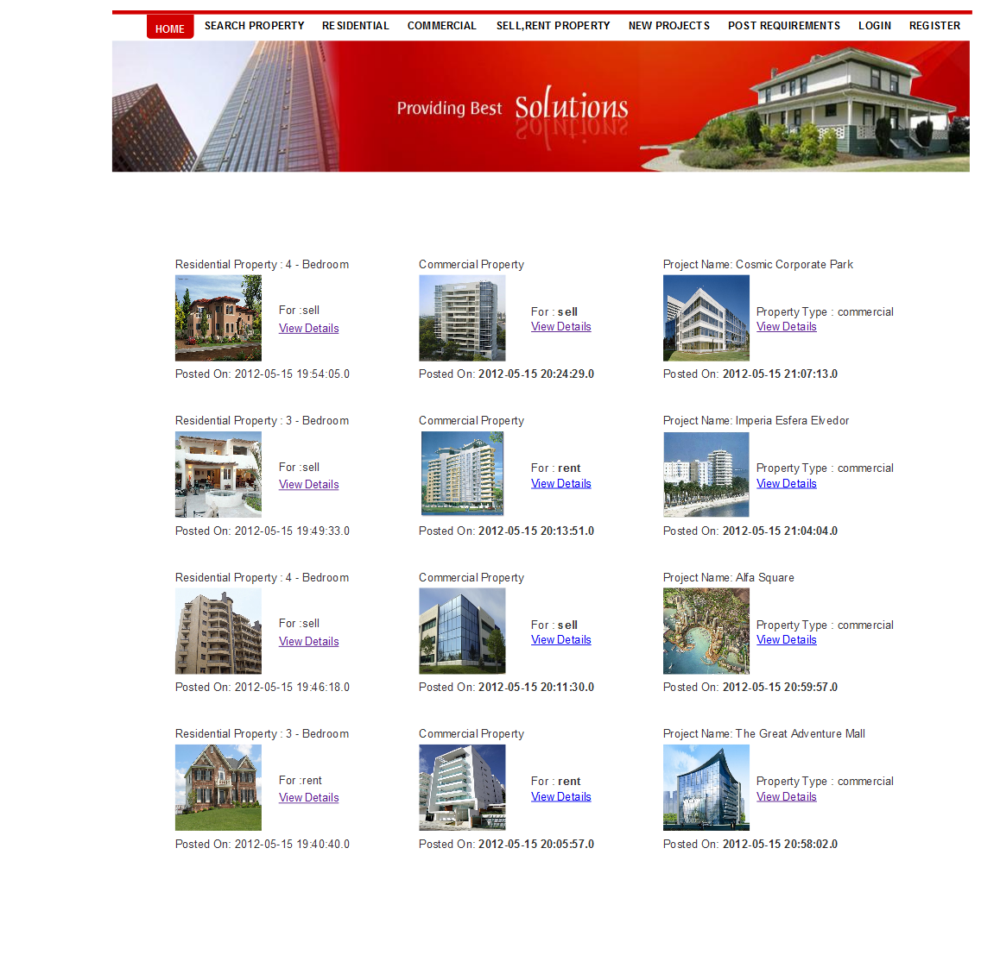 HOME SEARCH PROPERTY RESIDENTIAL COMMERCIAL SELL,RENT PROPERTY NEW PROJECTS POST REQUIREMENTS LOGIN REGISTER
Providing Best Solutions
Residential Property : 4 - Bedroom
For :sell
View Details
Posted On: 2012-05-15 19:54:05.0
Commercial Property
For : sell
View Details
Posted On: 2012-05-15 20:24:29.0
Project Name: Cosmic Corporate Park
Property Type : commercial
View Details
Posted On: 2012-05-15 21:07:13.0
Residential Property : 3 - Bedroom
For :sell
View Details
Posted On: 2012-05-15 19:49:33.0
Commercial Property
For : rent
View Details
Posted On: 2012-05-15 20:13:51.0
Project Name: Imperia Esfera Elvedor
Property Type : commercial
View Details
Posted On: 2012-05-15 21:04:04.0
Residential Property : 4 - Bedroom
For :sell
View Details
Posted On: 2012-05-15 19:46:18.0
Commercial Property
For : sell
View Details
Posted On: 2012-05-15 20:11:30.0
Project Name: Alfa Square
Property Type : commercial
View Details
Posted On: 2012-05-15 20:59:57.0
Residential Property : 3 - Bedroom
For :rent
View Details
Posted On: 2012-05-15 19:40:40.0
Commercial Property
For : rent
View Details
Posted On: 2012-05-15 20:05:57.0
Project Name: The Great Adventure Mall
Property Type : commercial
View Details
Posted On: 2012-05-15 20:58:02.0